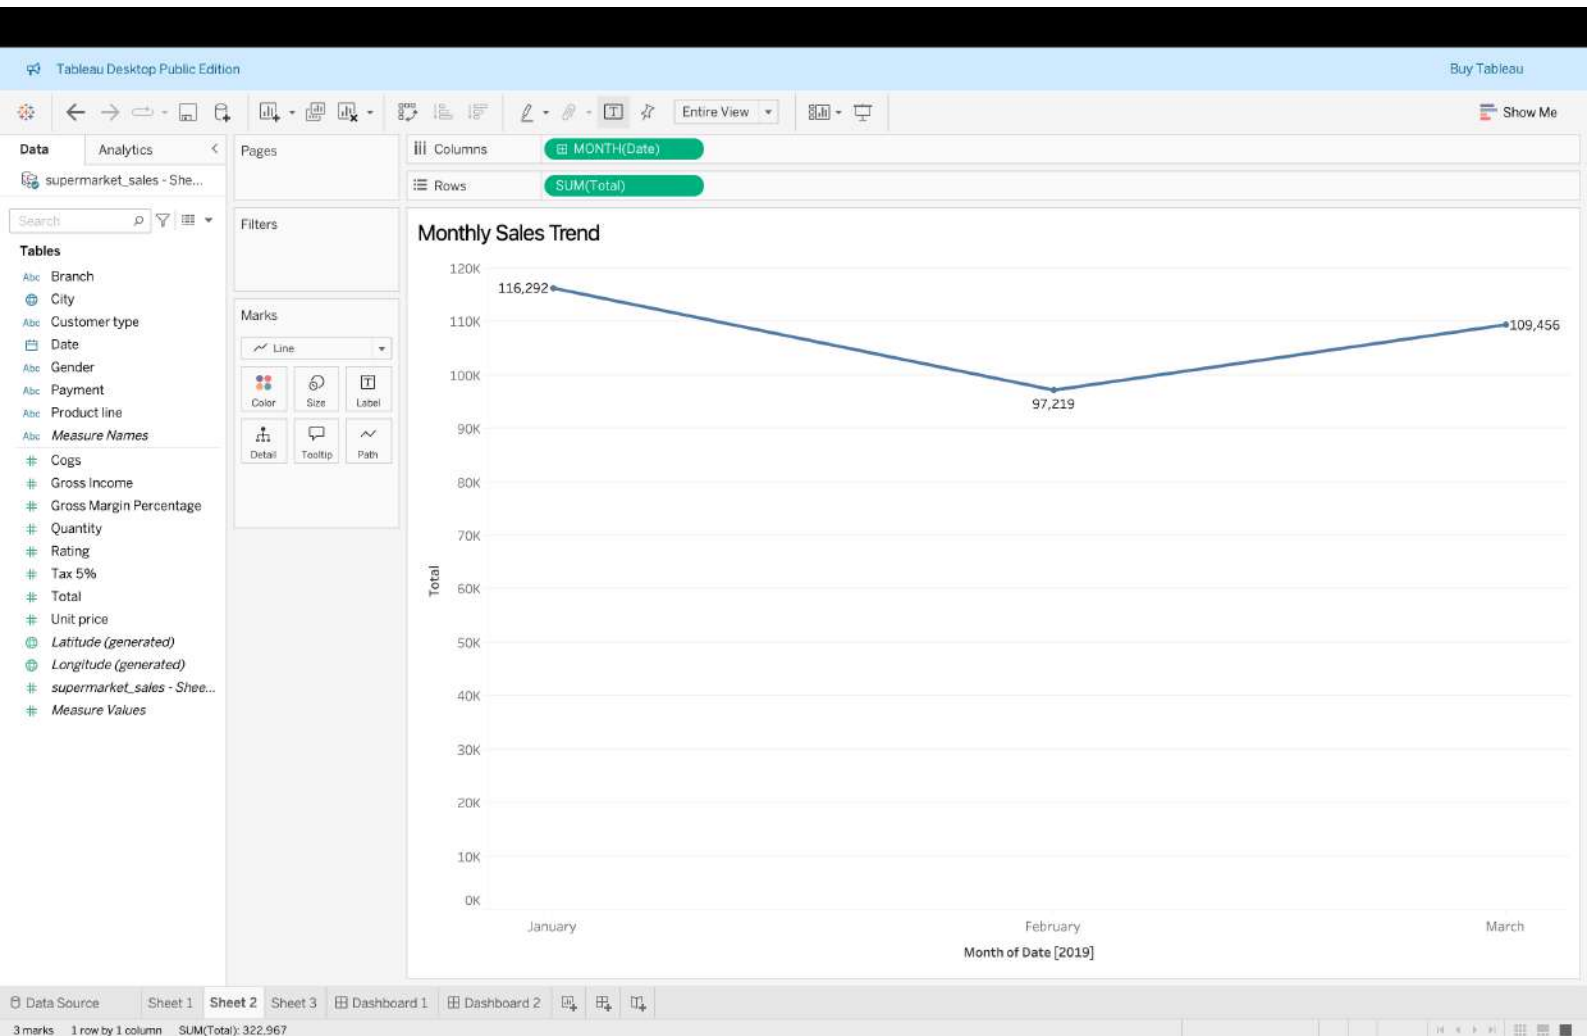 Tableau Desktop Public Edition
Buy Tableau
Entire View
Show Me
Data
Analytics
supermarket_sales - She...
Search
Tables
Abc Branch
City
Abc Customer type
Date
Abc Gender
Abc Payment
Abc Product line
Abc Measure Names
Cogs
Gross Income
Gross Margin Percentage
Quantity
Rating
Tax 5%
Total
Unit price
Latitude (generated)
Longitude (generated)
supermarket_sales - Shee...
Measure Values
Pages
Filters
Marks
Line
Color
Size
Label
Detail
Tooltip
Path
Columns
MONTH(Date)
Rows
SUM(Total)
Monthly Sales Trend
120K
110K
100K
90K
80K
70K
60K
50K
40K
30K
20K
10K
0K
Total
116,292
97,219
109,456
January
February
March
Month of Date [2019]
Data Source
Sheet 1
Sheet 2
Sheet 3
Dashboard 1
Dashboard 2
3 marks
1 row by 1 column
SUM(Total): 322,967